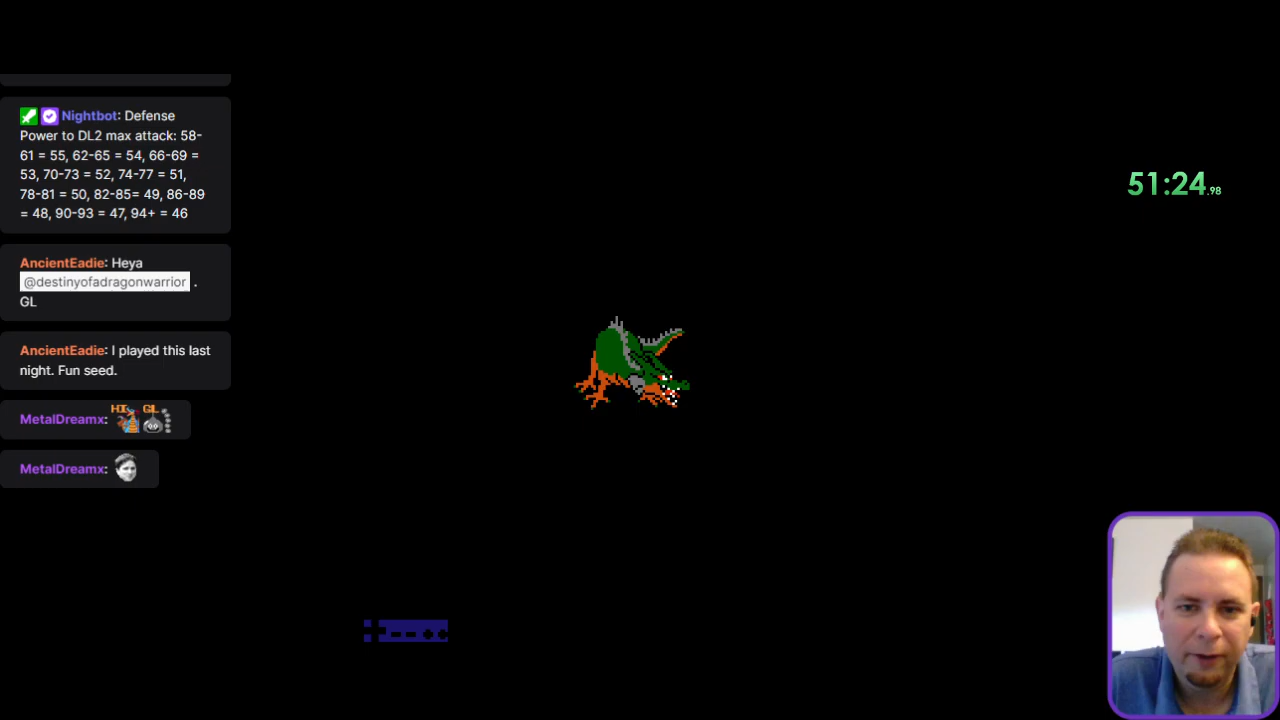 Nightbot: Defense
Power to DL2 max attack: 58-
61 = 55, 62-65 = 54, 66-69 =
53, 70-73 = 52, 74-77 = 51,
78-81 = 50, 82-85= 49, 86-89
= 48, 90-93 = 47, 94+ = 46
51:24.98
AncientEadie: Heya
@destinyofadragonwarrior .
GL
AncientEadie: I played this last
night. Fun seed.
MetalDreamx: HI GL
MetalDreamx: